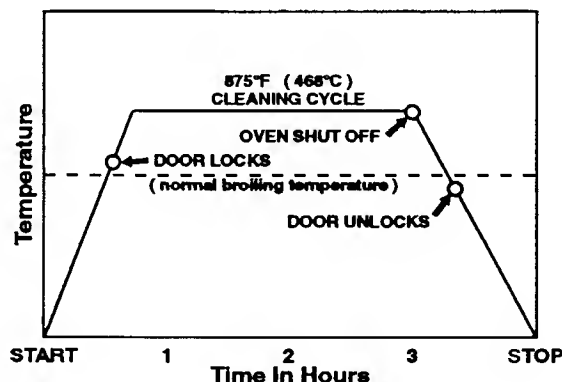 875°F (468°C)
CLEANING CYCLE
OVEN SHUT OFF
DOOR LOCKS
(normal broiling temperature)
DOOR UNLOCKS
Temperature
START 1 2 3 STOP
Time In Hours